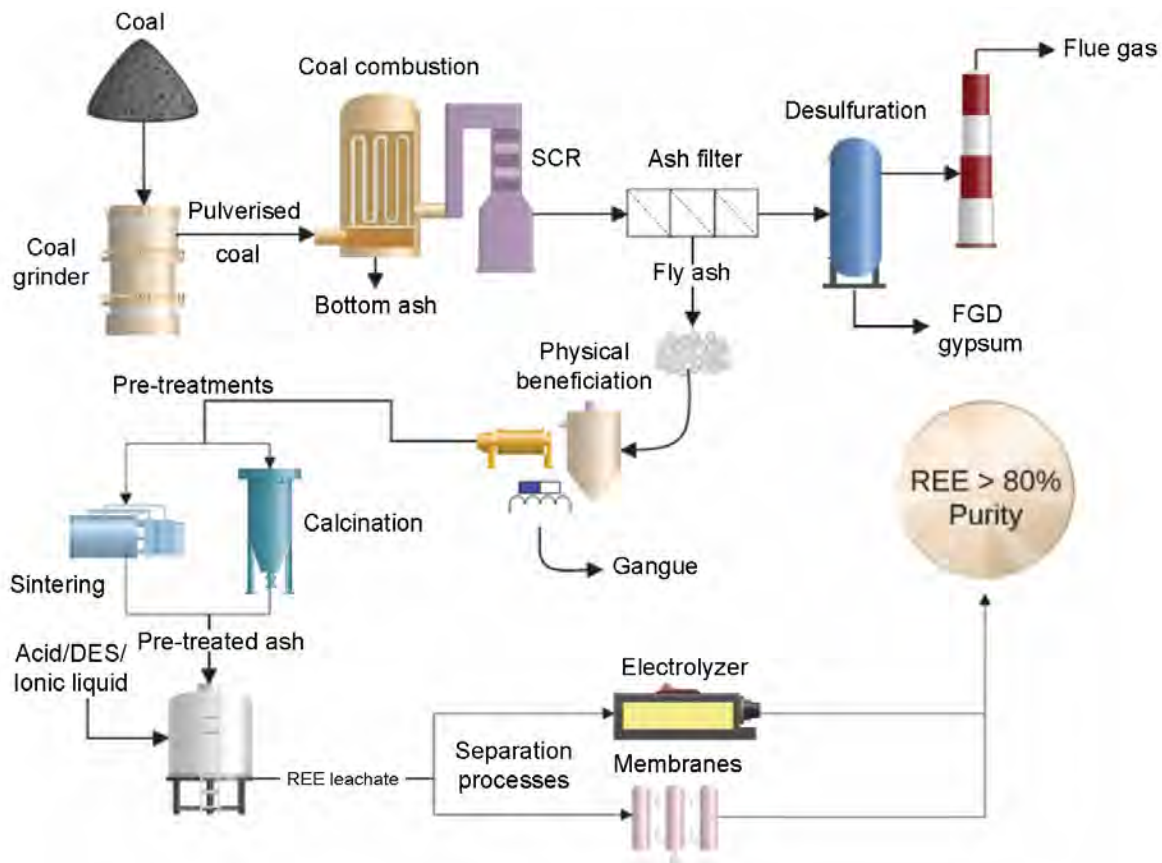 Coal
Coal combustion
Flue gas
Desulfuration
SCR
Ash filter
Pulverised
coal
Coal
grinder
Bottom ash
Fly ash
FGD
gypsum
Physical
beneficiation
Pre-treatments
REE > 80%
Purity
Calcination
Sintering
Gangue
Pre-treated ash
Acid/DES/
Ionic liquid
Electrolyzer
Separation
processes
REE leachate
Membranes